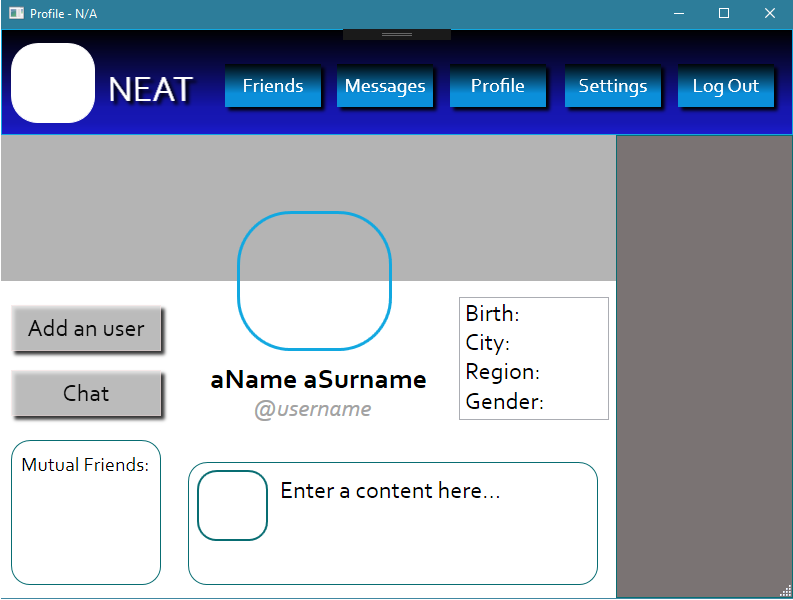 Profile - N/A
NEAT
Friends
Messages
Profile
Settings
Log Out
Add an user
Chat
Mutual Friends:
aName aSurname
@username
Birth:
City:
Region:
Gender:
Enter a content here...